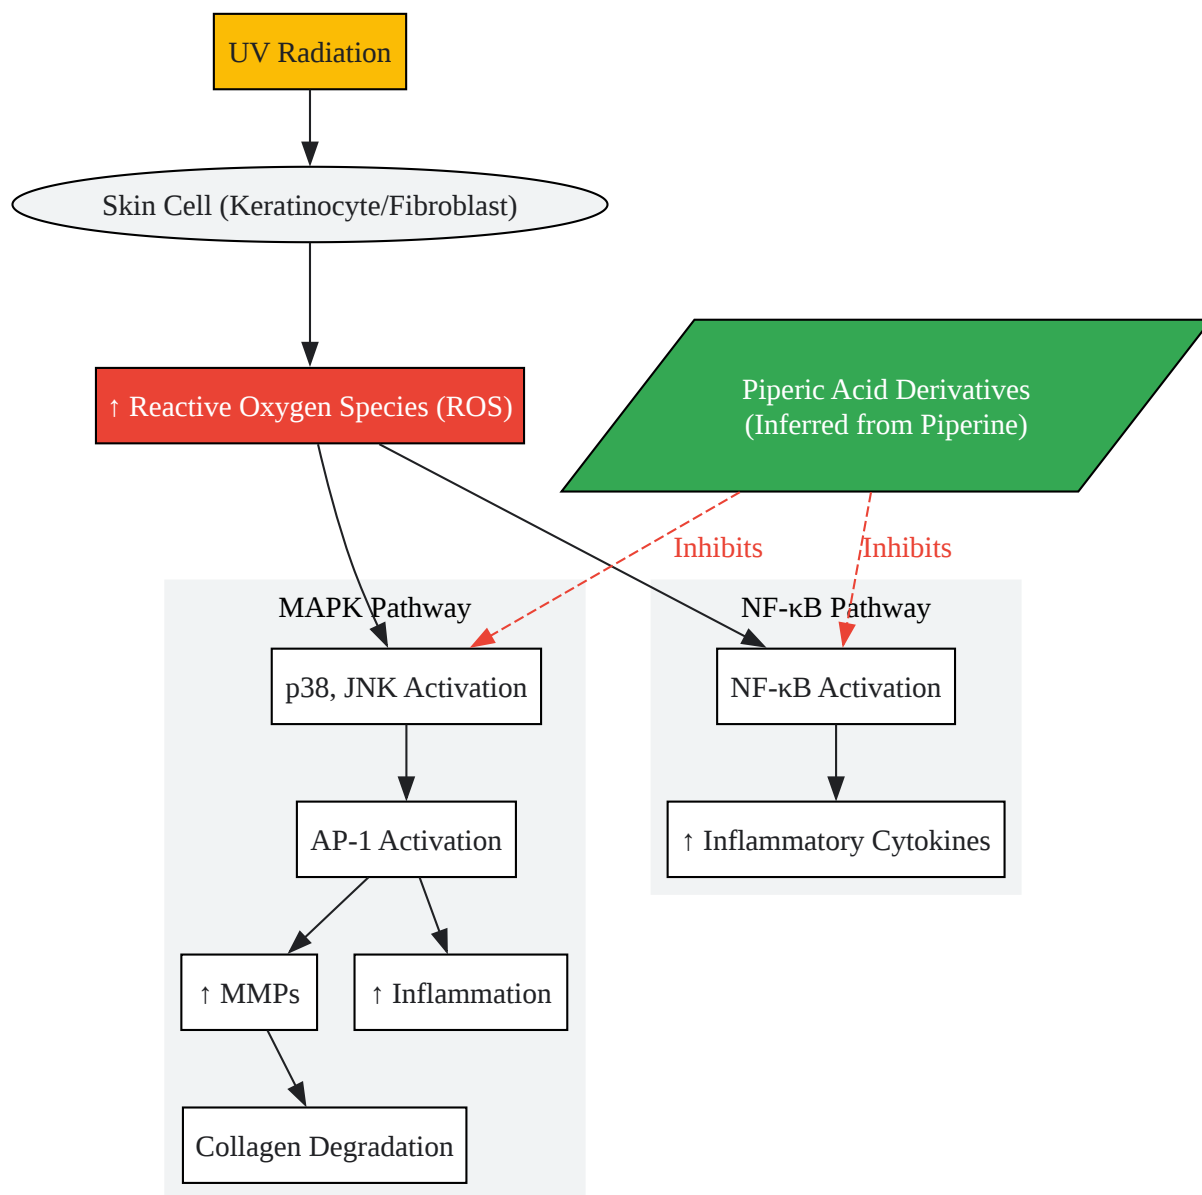 UV Radiation
Skin Cell (Keratinocyte/Fibroblast)
↑ Reactive Oxygen Species (ROS)
Piperic Acid Derivatives
(Inferred from Piperine)
Inhibits
Inhibits
MAPK Pathway
NF-κB Pathway
p38, JNK Activation
NF-κB Activation
AP-1 Activation
↑ Inflammatory Cytokines
↑ MMPs
↑ Inflammation
Collagen Degradation